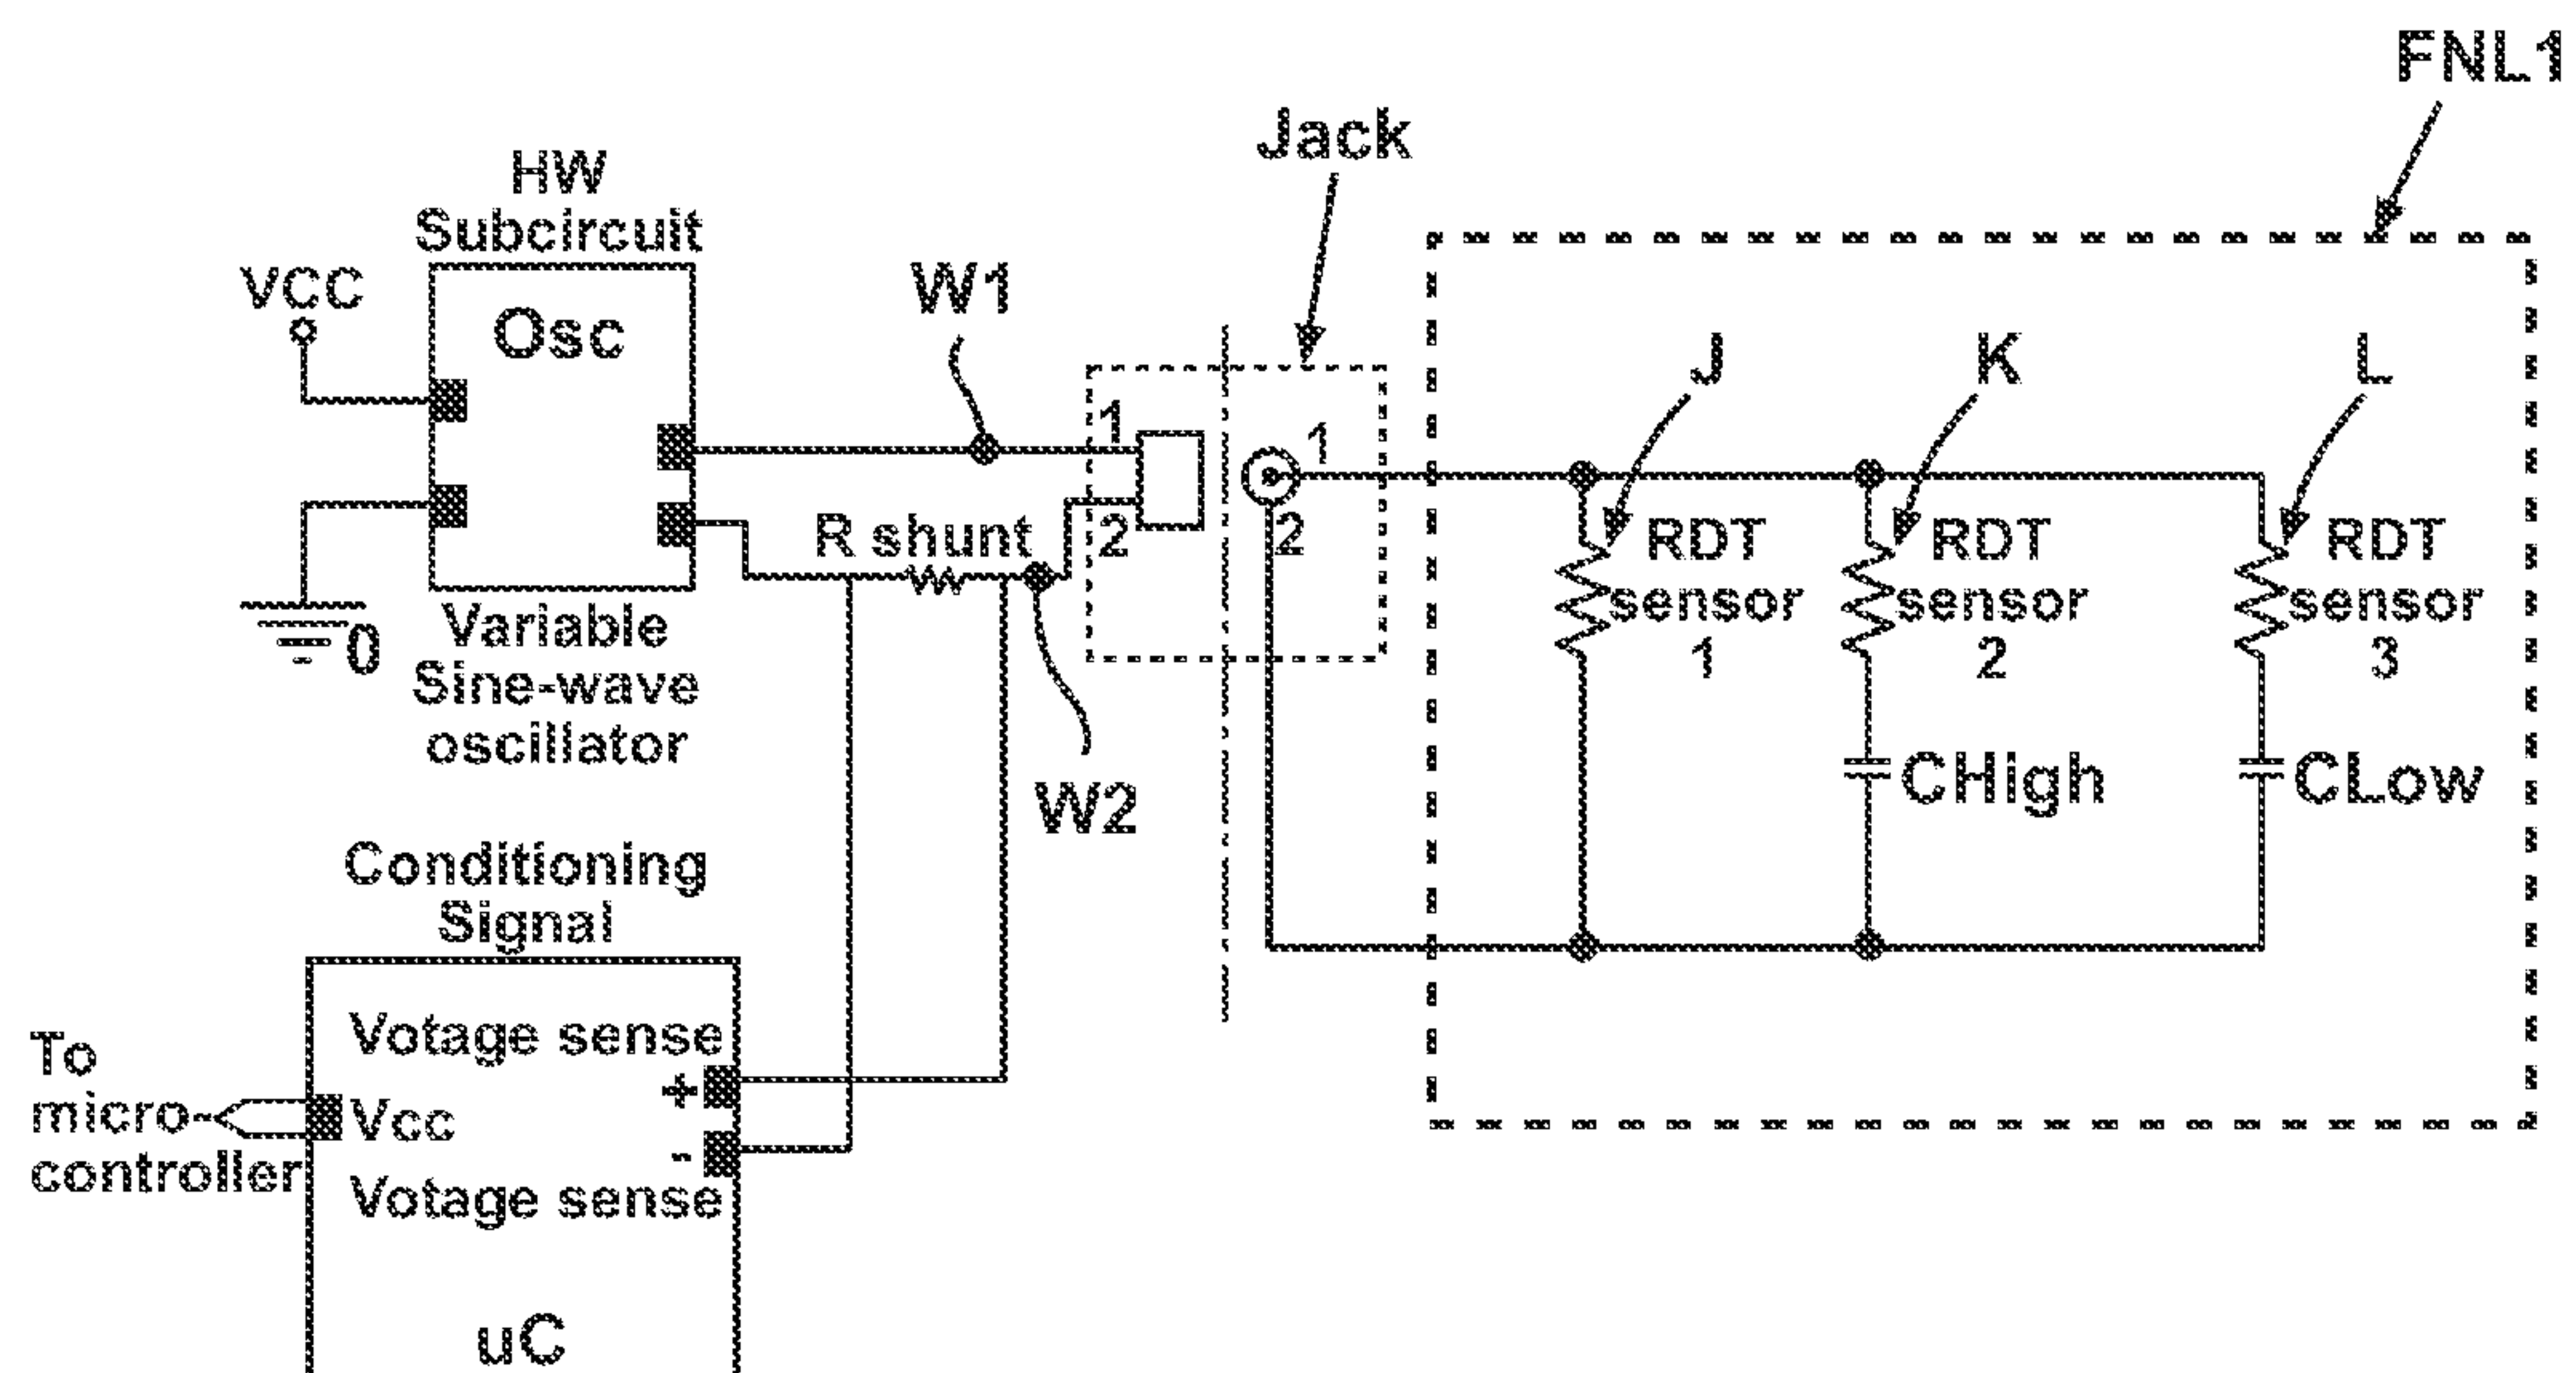 FNL1
Jack
HW
Subcircuit
VCC
Osc
W1
J
K
L
1
1
2
2
R shunt
0
Variable
Sine-wave
oscillator
RDT
sensor
1
RDT
sensor
2
RDT
sensor
3
CHigh
CLow
W2
Conditioning
Signal
Votage sense
+
To
micro-
controller
Vcc
-
Votage sense
uC